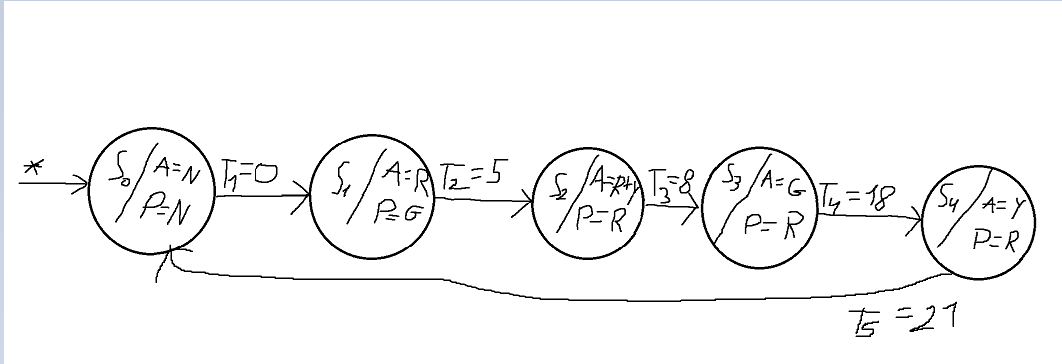 *
S₀ / A=N
P=N
T₁=0
S₁ / A=R
P=G
T₂=5
S₂ / A=R+Y
P=R
T₃=8
S₃ / A=G
P=R
T₄=18
S₄ / A=Y
P=R
T₅=21